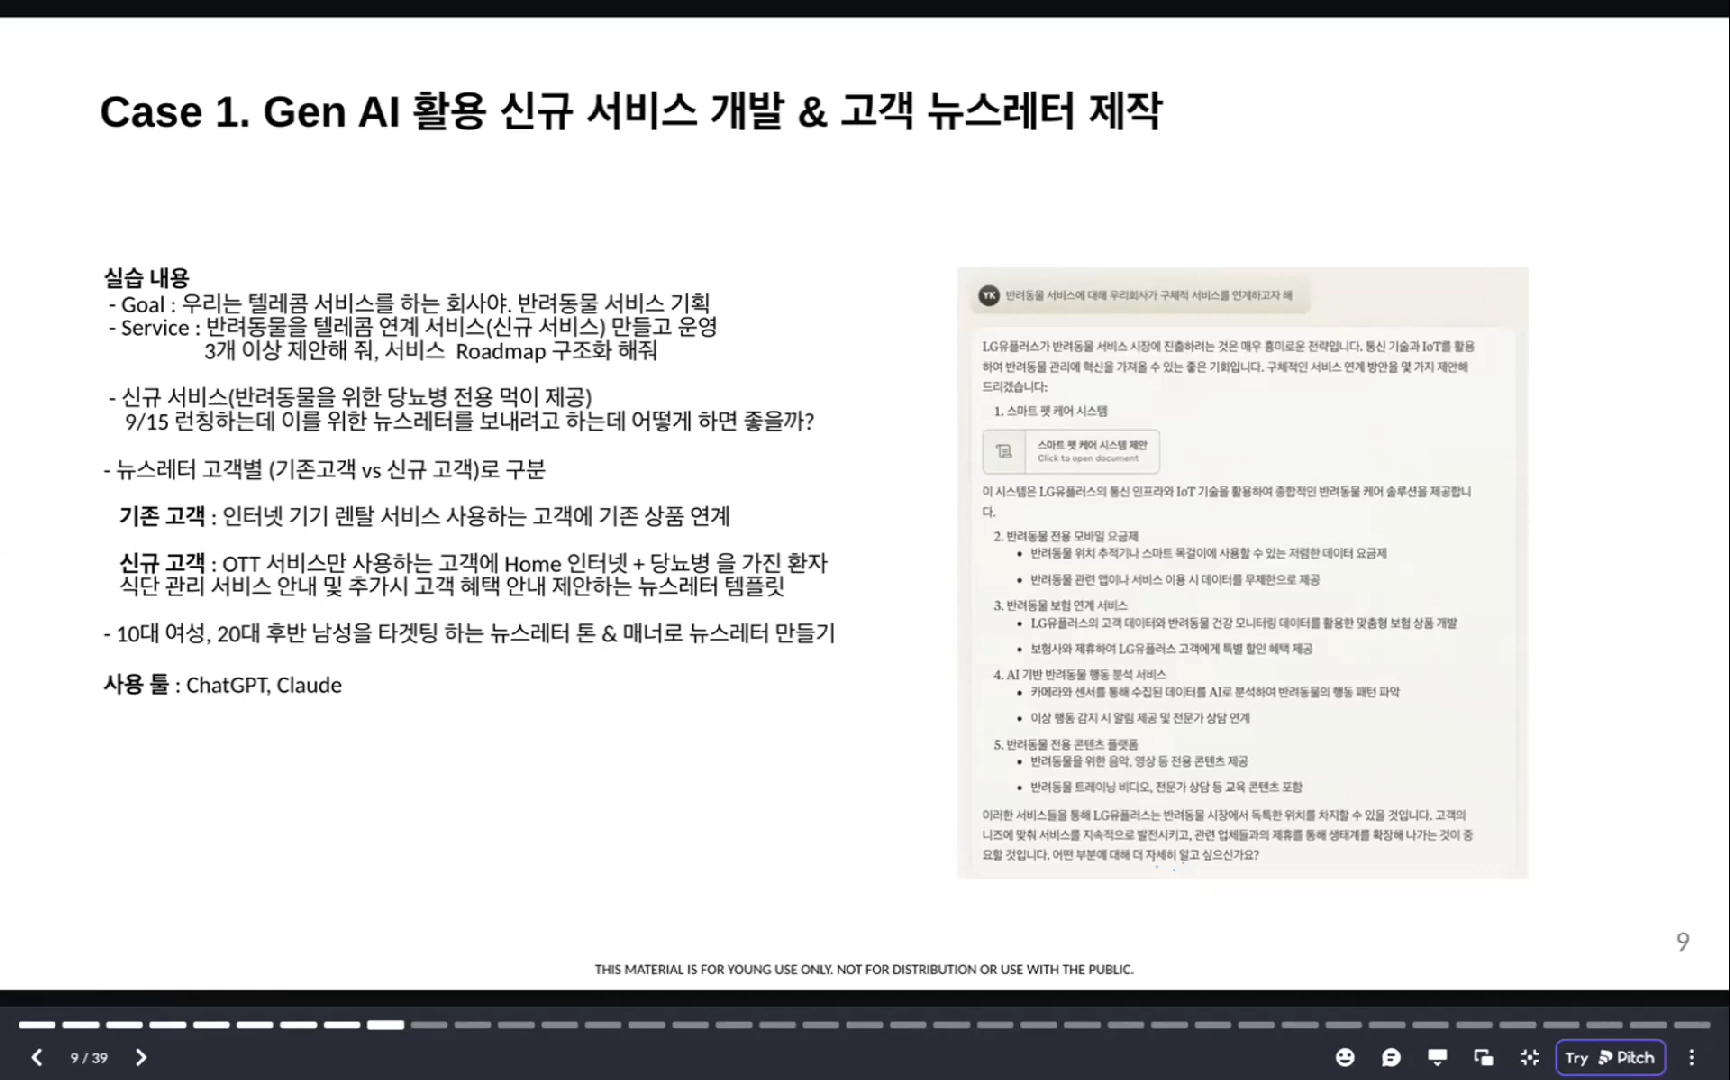 Case 1. Gen AI 활용 신규 서비스 개발 & 고객 뉴스레터 제작
실습 내용
- Goal : 우리는 텔레콤 서비스를 하는 회사야. 반려동물 서비스 기획
- Service : 반려동물을 텔레콤 연계 서비스(신규 서비스) 만들고 운영
3개 이상 제안해 줘, 서비스 Roadmap 구조화 해줘
- 신규 서비스(반려동물을 위한 당뇨병 전용 먹이 제공)
9/15 런칭하는데 이를 위한 뉴스레터를 보내려고 하는데 어떻게 하면 좋을까?
- 뉴스레터 고객별 (기존고객 vs 신규 고객)로 구분
기존 고객 : 인터넷 기기 렌탈 서비스 사용하는 고객에 기존 상품 연계
신규 고객 : OTT 서비스만 사용하는 고객에 Home 인터넷 + 당뇨병 을 가진 환자
식단 관리 서비스 안내 및 추가시 고객 혜택 안내 제안하는 뉴스레터 템플릿
- 10대 여성, 20대 후반 남성을 타겟팅 하는 뉴스레터 톤 & 매너로 뉴스레터 만들기
사용 툴 : ChatGPT, Claude
YK 반려동물 서비스에 대해 우리회사가 구체적 서비스를 연계하고자 해
LG유플러스가 반려동물 서비스 시장에 진출하려는 것은 매우 흥미로운 전략입니다. 통신 기술과 IoT를 활용
하여 반려동물 관리에 혁신을 가져올 수 있는 좋은 기회입니다. 구체적인 서비스 연계 방안을 몇 가지 제안해
드리겠습니다:
1. 스마트 펫 케어 시스템
스마트 펫 케어 시스템 제안
Click to open document
이 시스템은 LG유플러스의 통신 인프라와 IoT 기술을 활용하여 종합적인 반려동물 케어 솔루션을 제공합니
다.
2. 반려동물 전용 모바일 요금제
• 반려동물 위치 추적기나 스마트 목걸이에 사용할 수 있는 저렴한 데이터 요금제
• 반려동물 관련 앱이나 서비스 이용 시 데이터를 무제한으로 제공
3. 반려동물 보험 연계 서비스
• LG유플러스의 고객 데이터와 반려동물 건강 모니터링 데이터를 활용한 맞춤형 보험 상품 개발
• 보험사와 제휴하여 LG유플러스 고객에게 특별 할인 혜택 제공
4. AI 기반 반려동물 행동 분석 서비스
• 카메라와 센서를 통해 수집된 데이터를 AI로 분석하여 반려동물의 행동 패턴 파악
• 이상 행동 감지 시 알림 제공 및 전문가 상담 연계
5. 반려동물 전용 콘텐츠 플랫폼
• 반려동물을 위한 음악, 영상 등 전용 콘텐츠 제공
• 반려동물 트레이닝 비디오, 전문가 상담 등 교육 콘텐츠 포함
이러한 서비스들을 통해 LG유플러스는 반려동물 시장에서 독특한 위치를 차지할 수 있을 것입니다. 고객의
니즈에 맞춰 서비스를 지속적으로 발전시키고, 관련 업체들과의 제휴를 통해 생태계를 확장해 나가는 것이 중
요할 것입니다. 어떤 부분에 대해 더 자세히 알고 싶으신가요?
9
THIS MATERIAL IS FOR YOUNG USE ONLY. NOT FOR DISTRIBUTION OR USE WITH THE PUBLIC.
9 / 39
Try Pitch